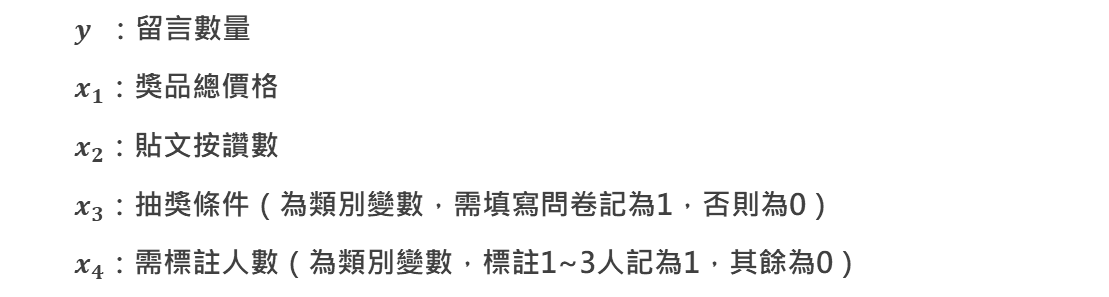 y ：留言數量
x₁：獎品總價格
x₂：貼文按讚數
x₃：抽獎條件（為類別變數，需填寫問卷記為1，否則為0）
x₄：需標註人數（為類別變數，標註1~3人記為1，其餘為0）